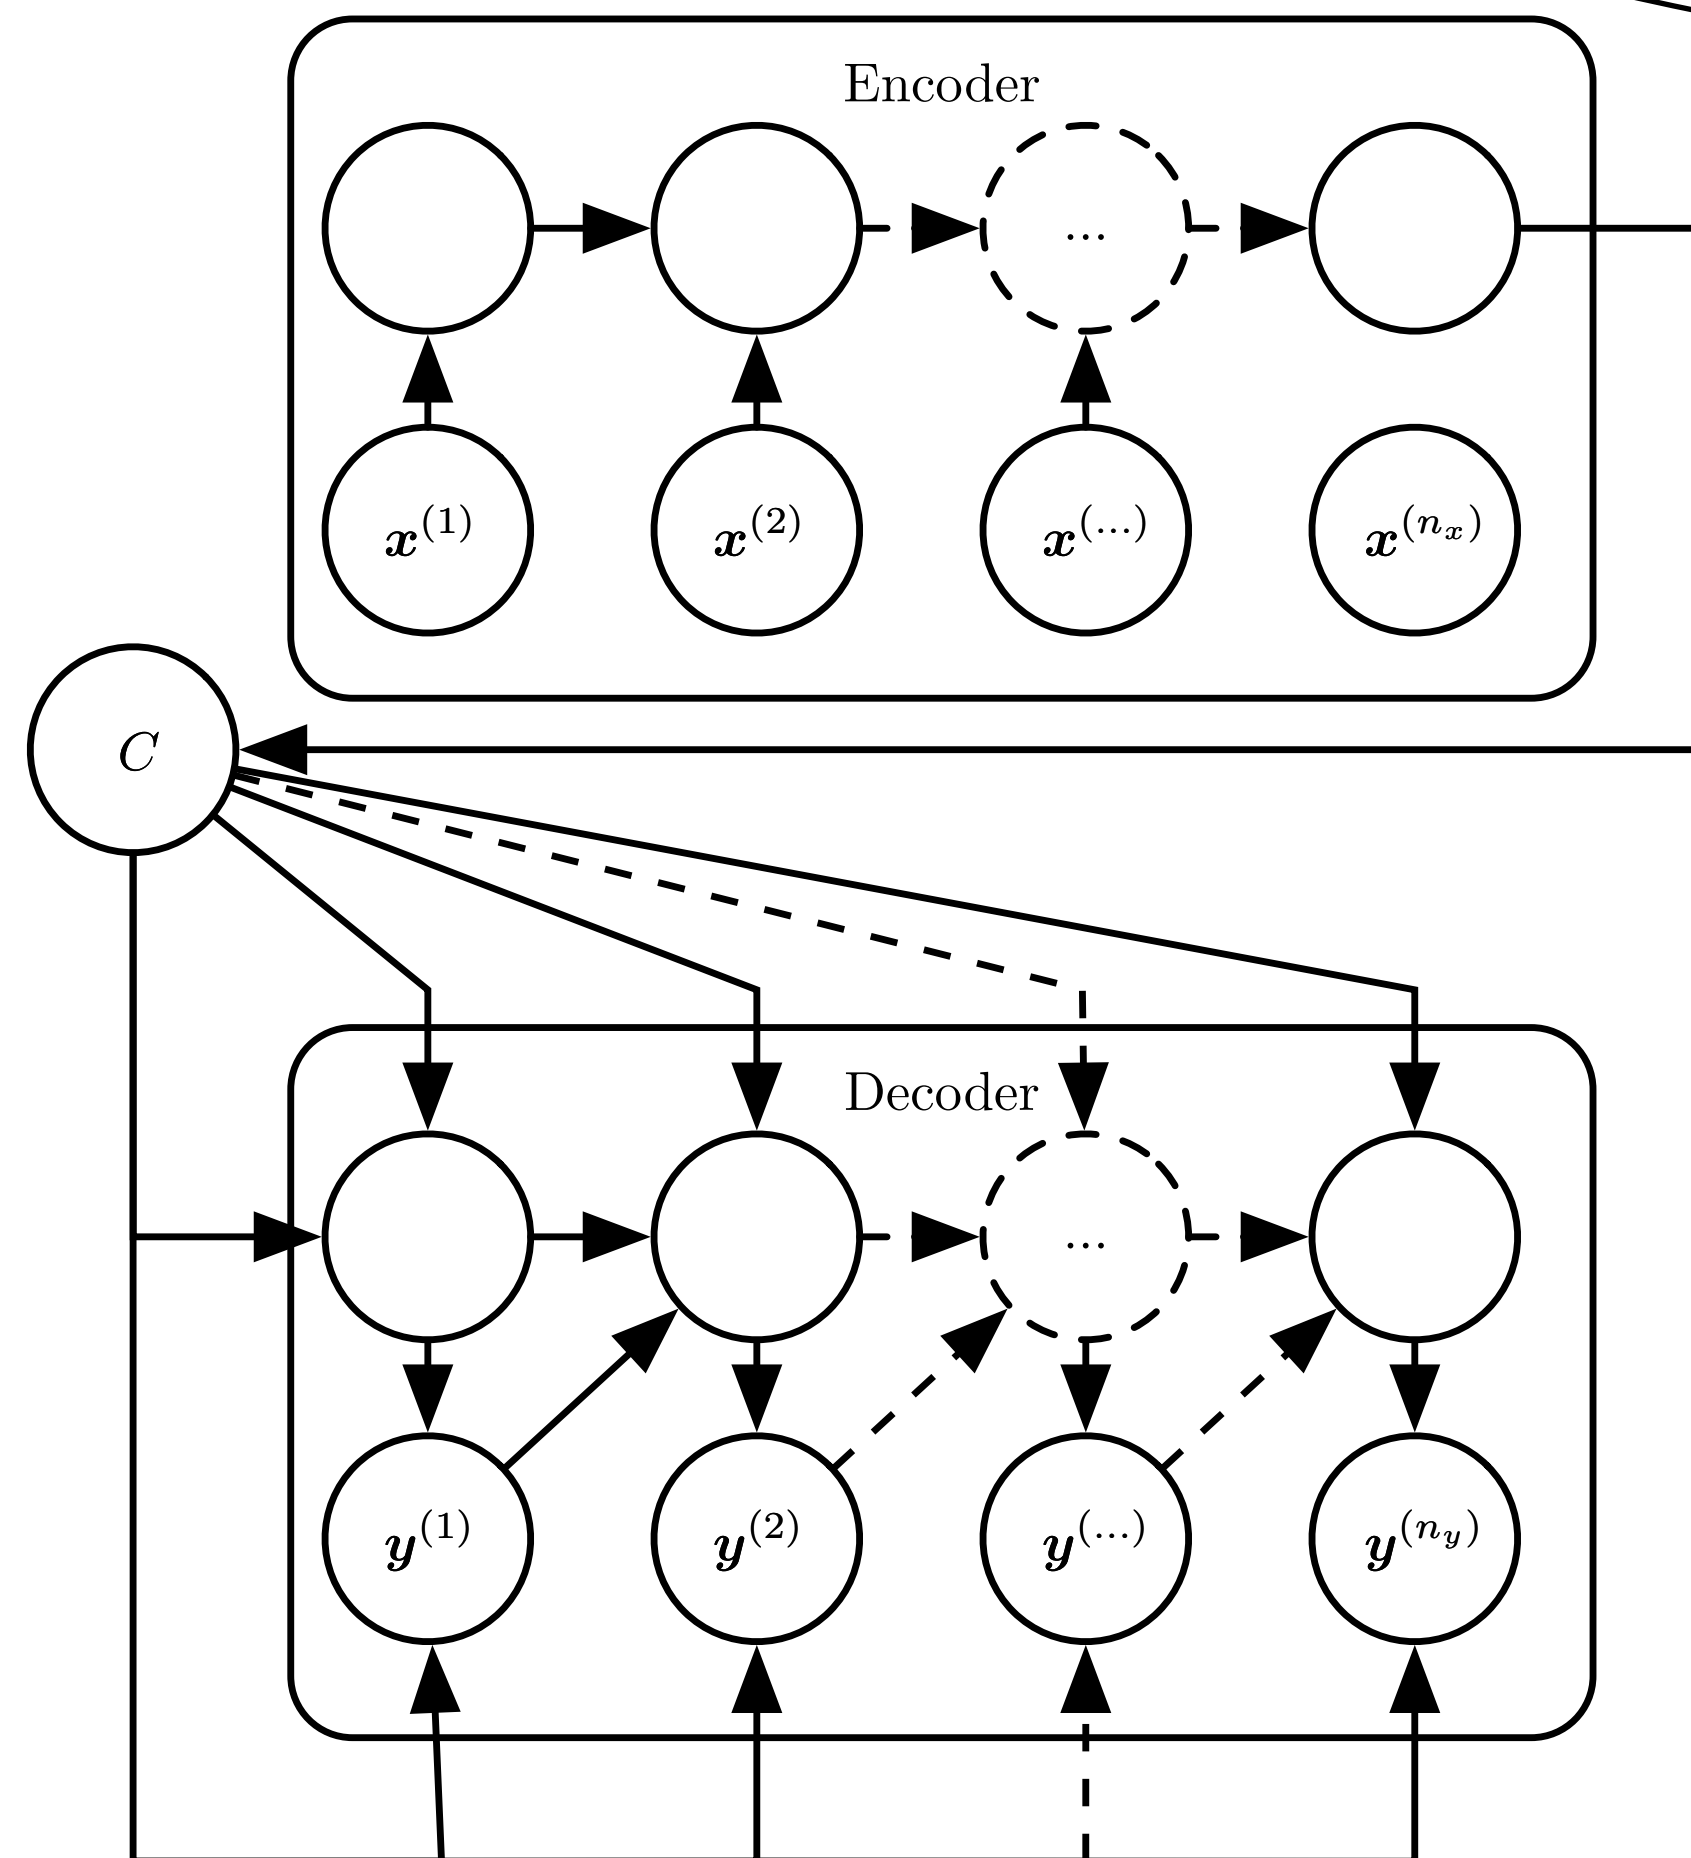 Encoder
...
x^(1) x^(2) x^(...) x^(n_x)
C
Decoder
...
y^(1) y^(2) y^(...) y^(n_y)